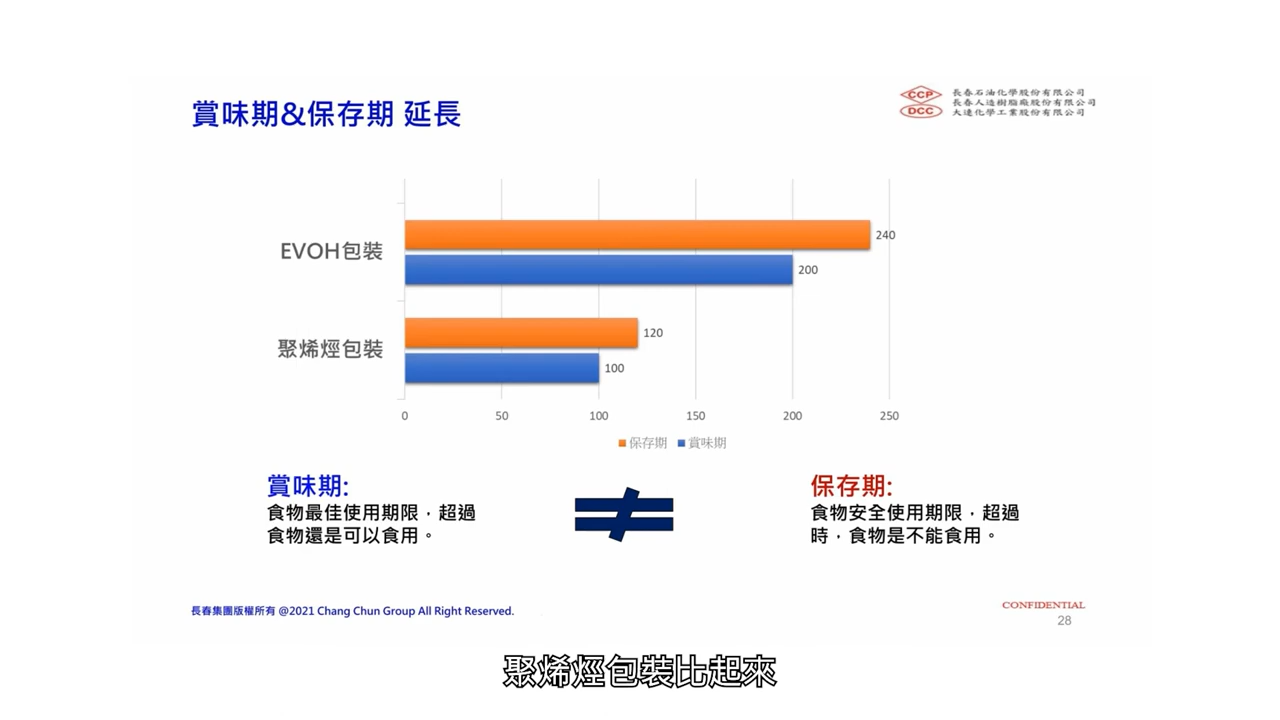 賞味期&保存期 延長
CCP
DCC
長春石油化學股份有限公司
長春人造樹脂廠股份有限公司
大連化學工業股份有限公司
EVOH包裝
240
200
聚烯烴包裝
120
100
0 50 100 150 200 250
保存期 賞味期
賞味期:
食物最佳使用期限，超過
食物還是可以食用。
≠
保存期:
食物安全使用期限，超過
時，食物是不能食用。
長春集團版權所有 @2021 Chang Chun Group All Right Reserved.
CONFIDENTIAL
28
聚烯烴包裝比起來